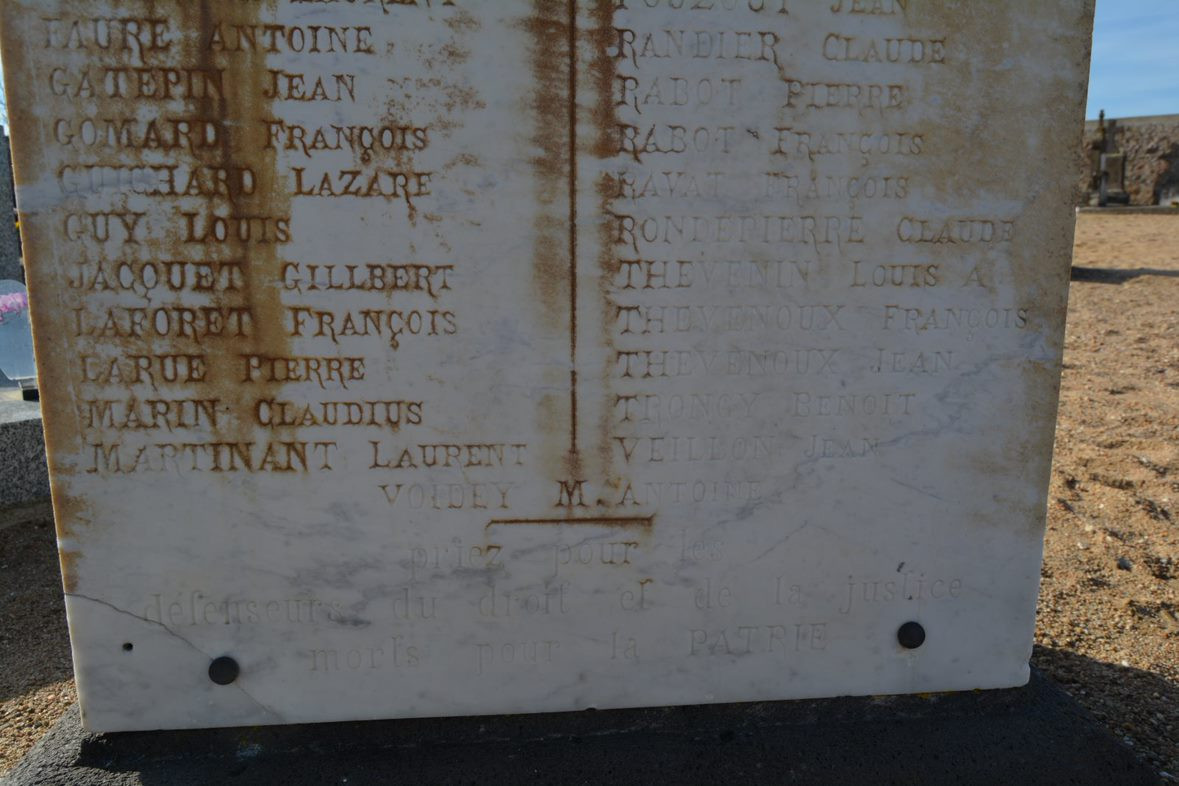 FAURE ANTOINE
GATEPIN JEAN
GOMARD FRANÇOIS
GUICHARD LAZARE
GUY LOUIS
JACQUET GILLBERT
LAFORET FRANÇOIS
LARUE PIERRE
MARIN CLAUDIUS
MARTINANT LAURENT
JEAN
RANDIER CLAUDE
RABOT PIERRE
RABOT FRANÇOIS
RAVAT FRANÇOIS
RONDEPIERRE CLAUDE
THEVENIN LOUIS A
THEVENOUX FRANÇOIS
THEVENOUX JEAN
TRONCY BENOIT
VEILLON JEAN
VOIDEY M. ANTOINE
priez pour les
défenseurs du droit et de la justice
morts pour la PATRIE